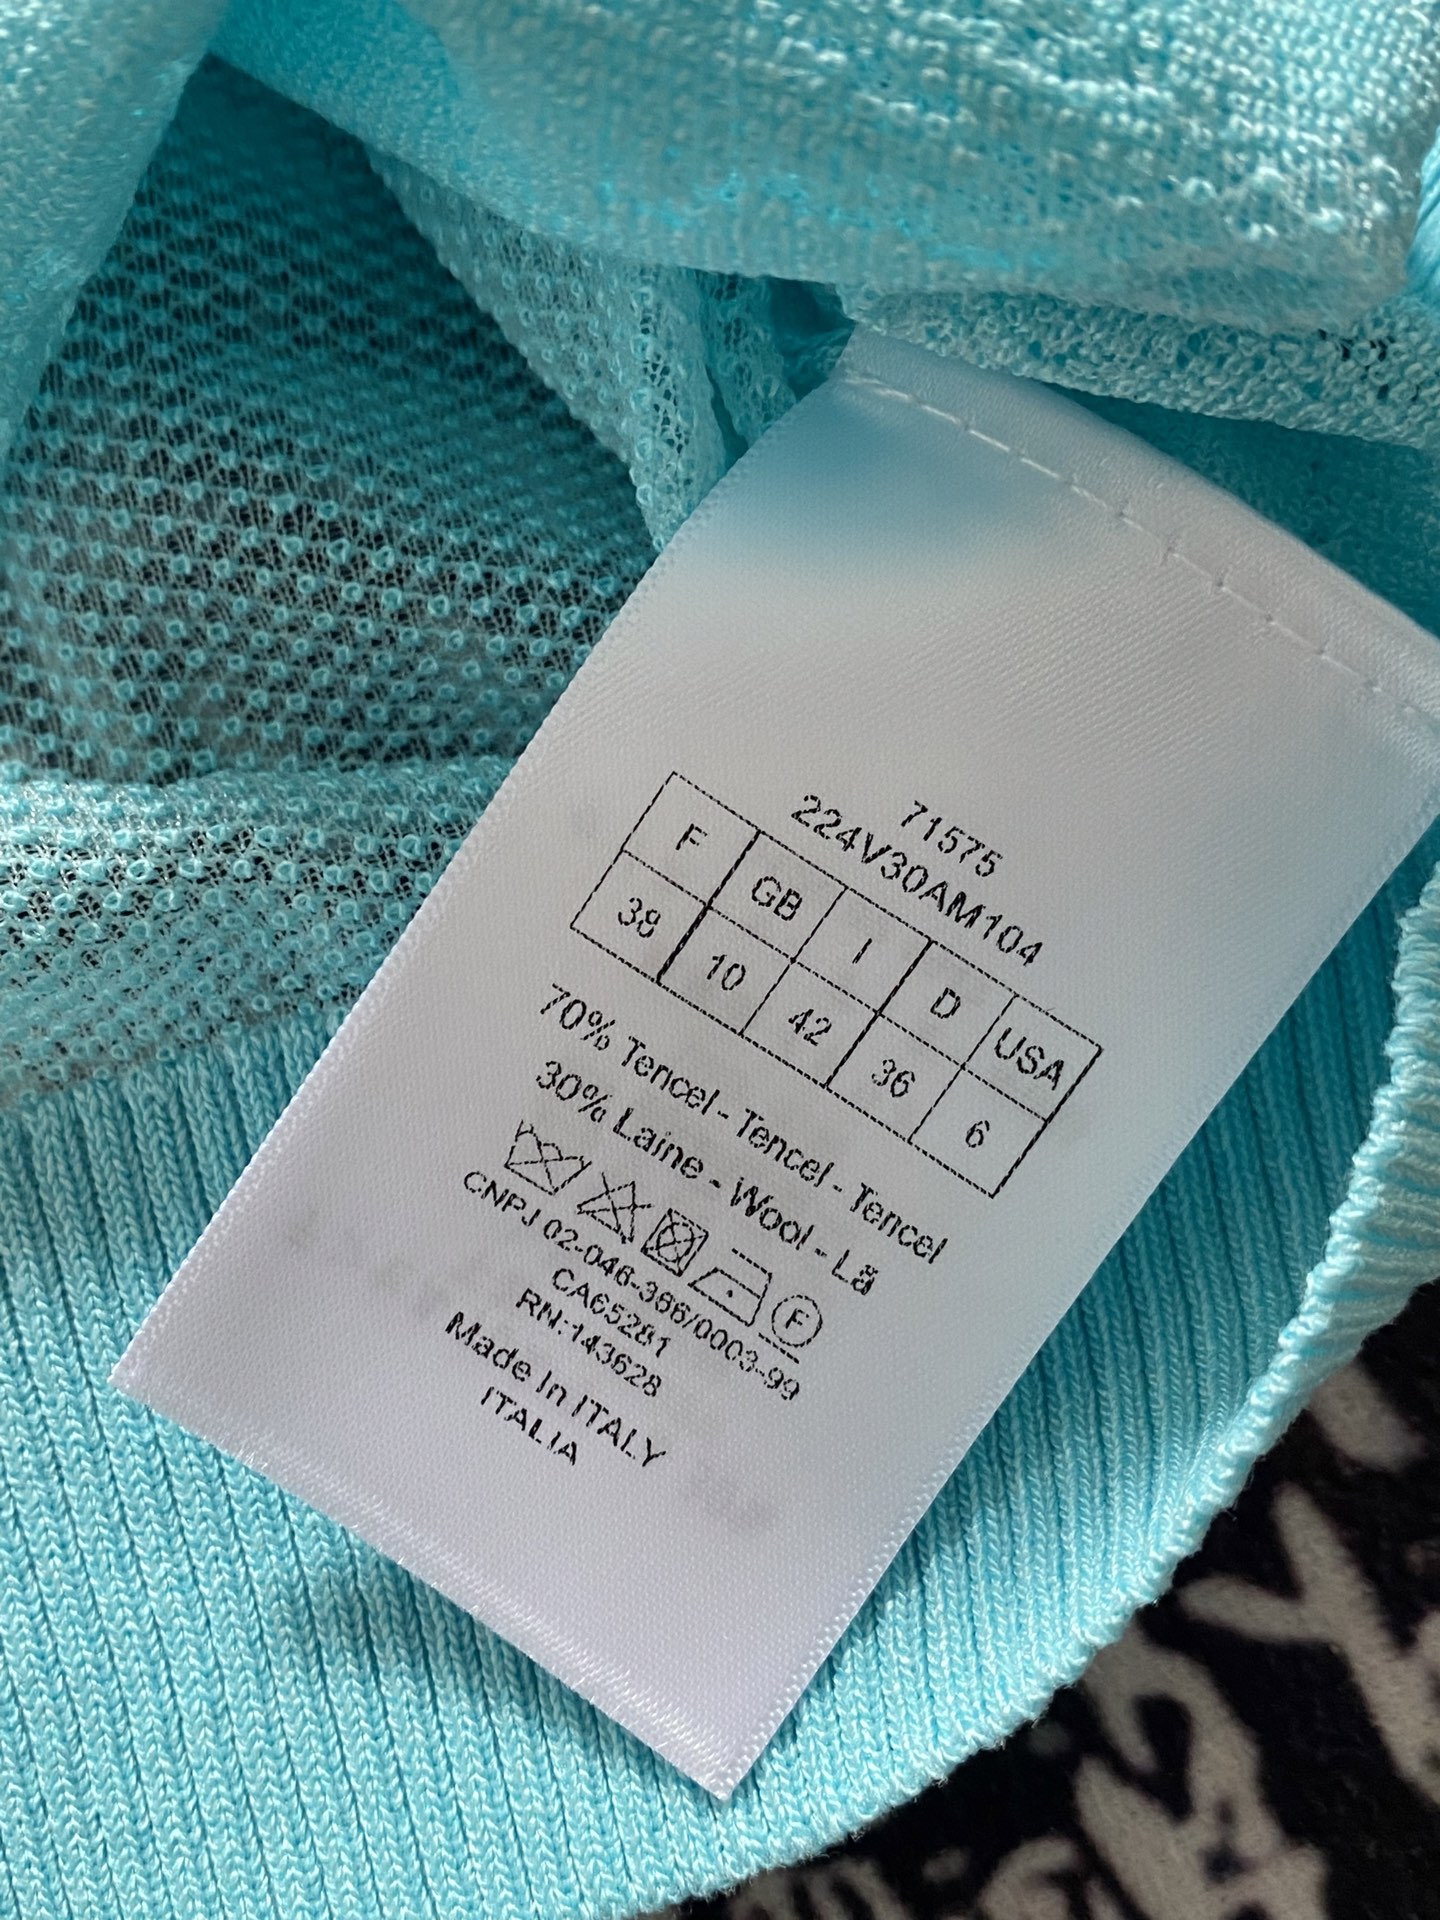 71575
224V30AM104
F GB I D USA
38 10 42 36 6
70% Tencel - Tencel - Tencel
30% Laine - Wool - Lã
F
CNPJ 02-046-386/0003-99
CA65281
RN:143628
Made In ITALY
ITALIA